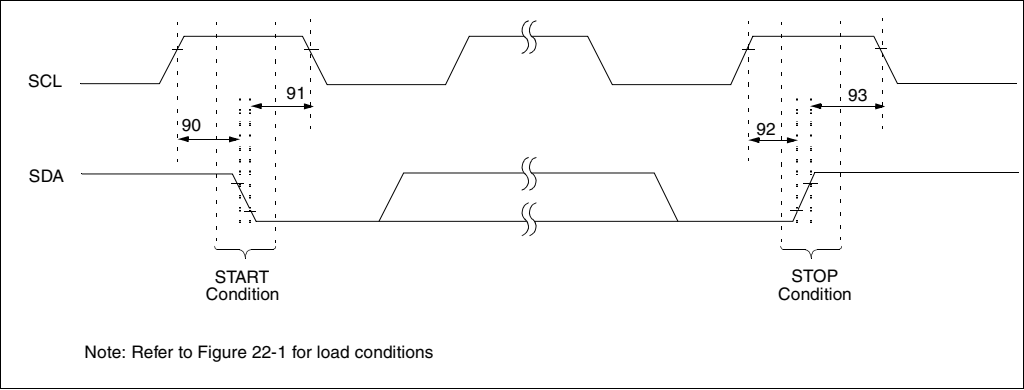 SCL
91
93
90
92
SDA
START
Condition
STOP
Condition
Note: Refer to Figure 22-1 for load conditions